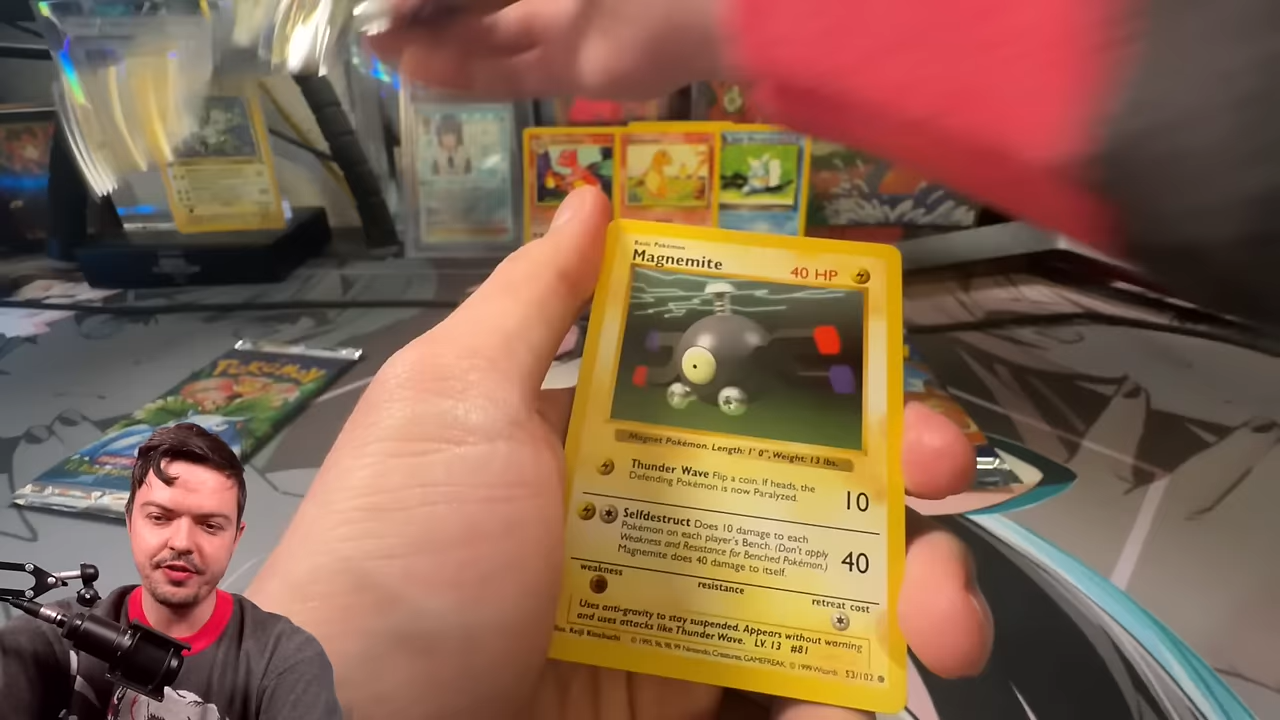 POKéMON
Basic Pokémon
Magnemite
40 HP
Magnet Pokémon. Length: 1' 0", Weight: 13 lbs.
Thunder Wave Flip a coin. If heads, the
Defending Pokémon is now Paralyzed.
10
Selfdestruct Does 10 damage to each
Pokémon on each player's Bench. (Don't apply
Weakness and Resistance for Benched Pokémon.)
Magnemite does 40 damage to itself.
40
weakness
resistance
retreat cost
Uses anti-gravity to stay suspended. Appears without warning
and uses attacks like Thunder Wave. LV. 13 #81
Illus. Keiji Kinebuchi
© 1995, 96, 98, 99 Nintendo, Creatures, GAMEFREAK. © 1999 Wizards.
53/102